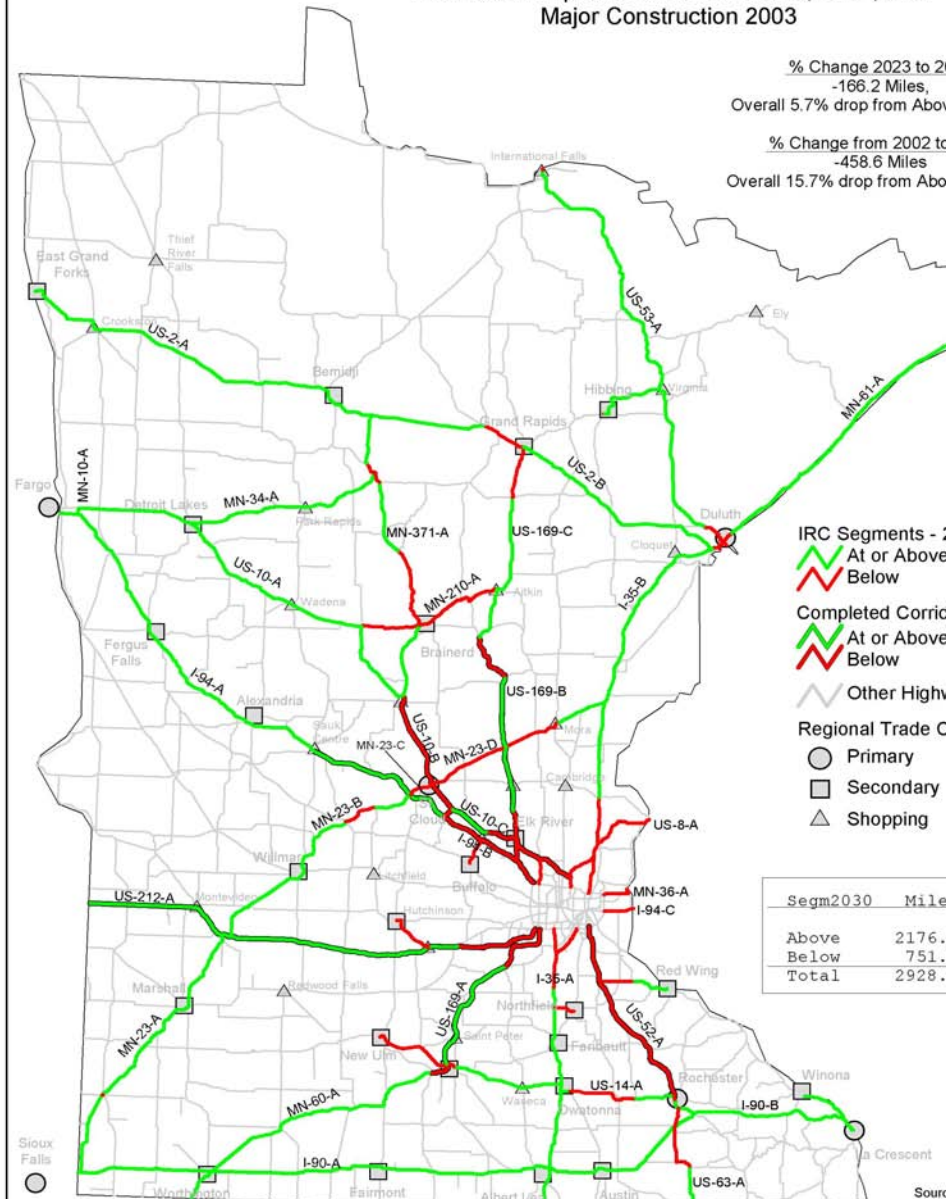 Major Construction 2003
% Change 2023 to
-166.2 Miles,
Overall 5.7% drop from
% Change from 2002 to
-458.6 Miles
Overall 15.7% drop from
International Falls
Thief
River
Falls
East Grand
Forks
Crookston
US-2-A
US-53-A
Ely
Bemidji
Hibbing
Virginia
MN-61-A
Grand Rapids
MN-10-A
US-2-B
Fargo
Detroit Lakes
MN-34-A
Park Rapids
MN-371-A
US-169-C
Duluth
Cloquet
IRC Segments -
At or Above
Below
Completed
At or Above
Below
Other
Regional Trade
Primary
Secondary
Shopping
US-10-A
Wadena
MN-210-A
Aitkin
I-35-B
Brainerd
Fergus
Falls
I-94-A
Alexandria
US-169-B
Sauk
Centre
US-10-B
MN-23-C
MN-23-D
Mora
Cambridge
MN-23-B
Cloud
US-10-C
Elk River
I-94-B
US-8-A
Willmar
Litchfield
Buffalo
MN-36-A
I-94-C
US-212-A
Montevideo
Hutchinson
Segm2030
Above 2176.
Below 751.
Total 2928.
Marshall
Redwood Falls
US-169-A
I-35-A
Red Wing
Northfield
US-52-A
MN-23-A
New Ulm
Saint Peter
Faribault
MN-60-A
Waseca
Owatonna
US-14-A
Rochester
Winona
I-90-B
La Crescent
Sioux
Falls
I-90-A
Worthington
Fairmont
Albert Lea
Austin
US-63-A